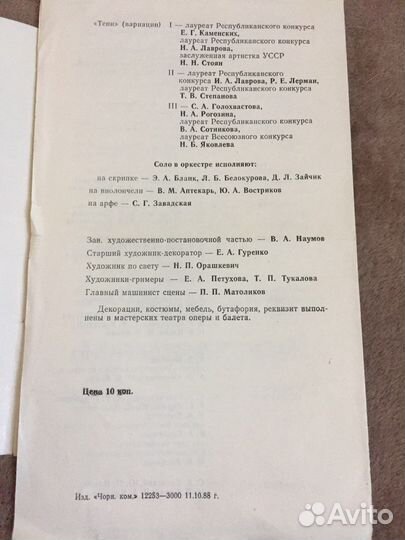 «Тени» (вариации) I — лауреат Республиканского конкурса
Е. Г. Каменских,
лауреат Республиканского конкурса
Н. А. Лаврова,
заслуженная артистка УССР
Н. Н. Стоян
II — лауреат Республиканского
конкурса И. А. Лаврова, Р. Е. Лерман,
лауреат Республиканского конкурса
Т. В. Степанова
III — С. А. Голохвастова,
Н. А. Рогозина,
лауреат Республиканского конкурса
В. А. Сотникова,
лауреат Всесоюзного конкурса
Н. Б. Яковлева
Соло в оркестре исполняют:
на скрипке — Э. А. Бланк, Л. Б. Белокурова, Д. Л. Зайчик
на виолончели — В. М. Аптекарь, Ю. А. Востриков
на арфе — С. Г. Завадская
Зав. художественно-постановочной частью — В. А. Наумов
Старший художник-декоратор — Е. А. Гуренко
Художник по свету — Н. П. Орашкевич
Художники-гримеры — Е. А. Петухова, Т. П. Тукалова
Главный машинист сцены — П. П. Матоликов
Декорации, костюмы, мебель, бутафория, реквизит выпол-
нены в мастерских театра оперы и балета.
Цена 10 коп.
Изд. «Чорн. ком.» 12253—3000 11.10.88 г.
Avito